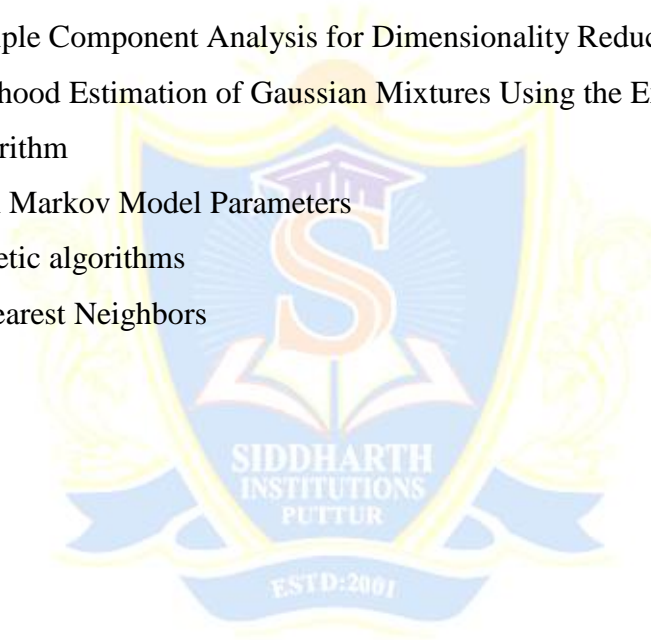 ple Component Analysis for Dimensionality Reduc
hood Estimation of Gaussian Mixtures Using the E
rithm
Markov Model Parameters
etic algorithms
earest Neighbors
S
SIDDHARTH
INSTITUTIONS
PUTTUR
ESTD:2001